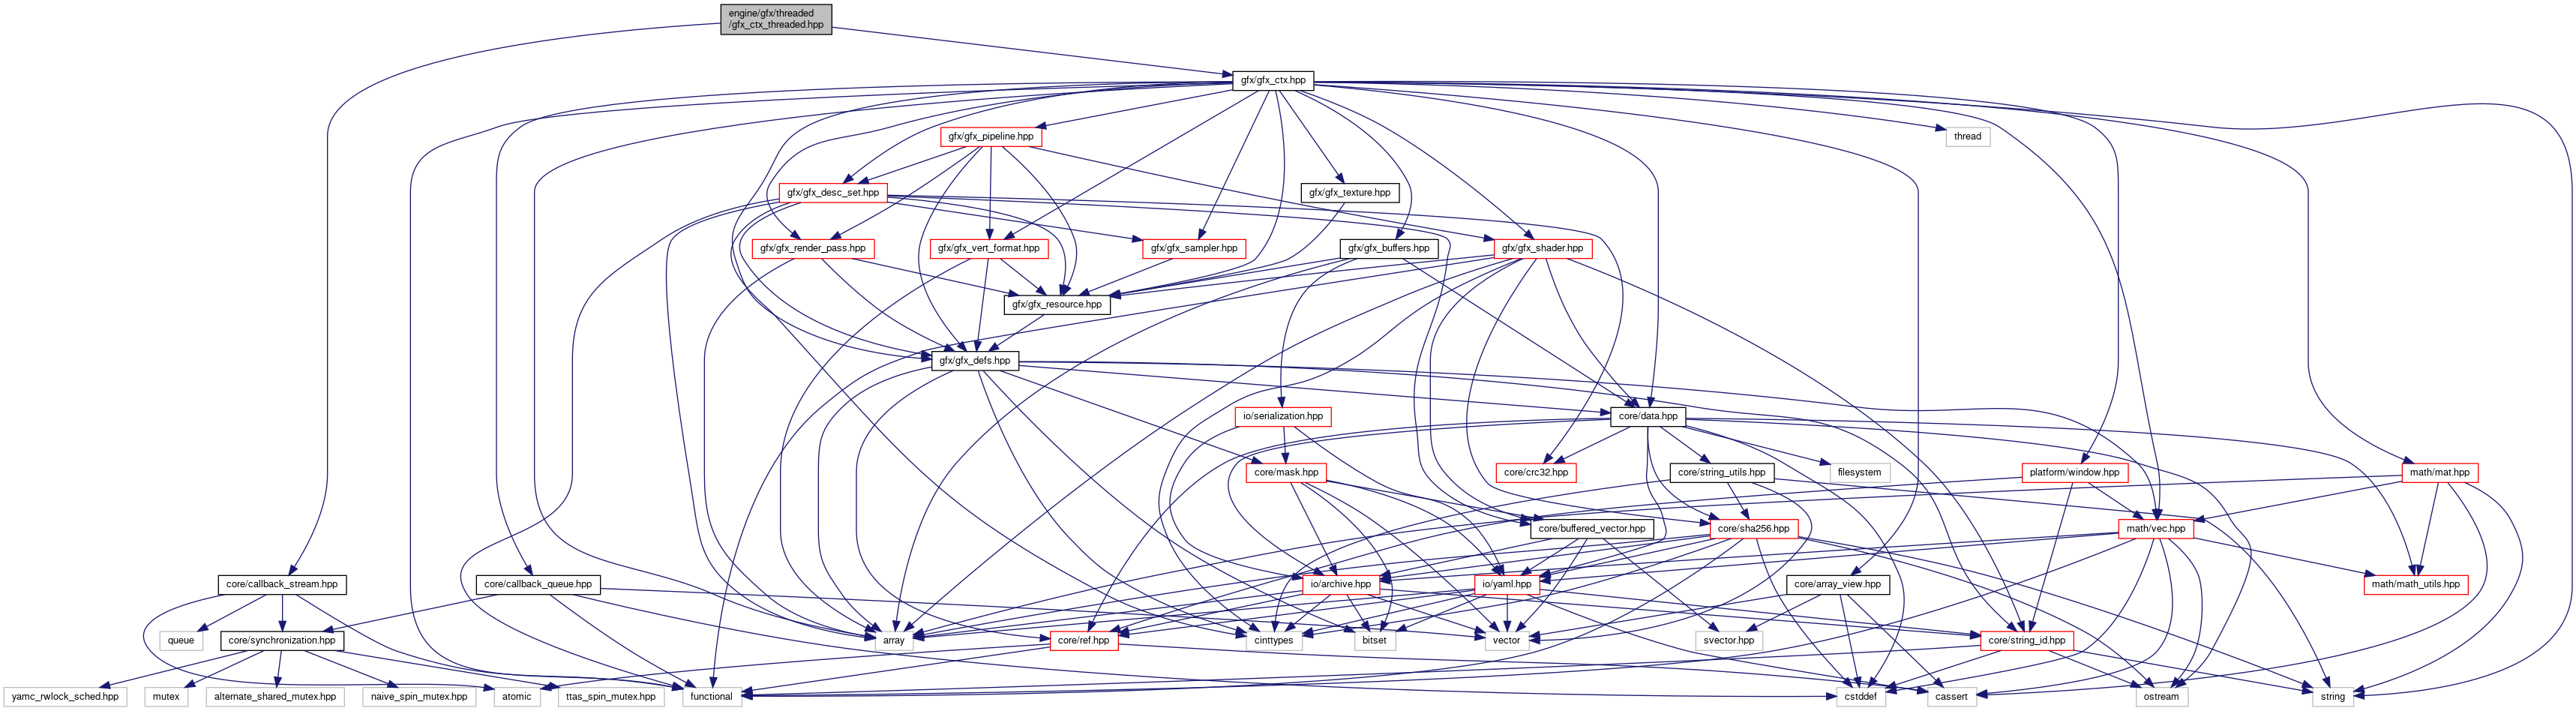 engine/gfx/threaded
/gfx_ctx_threaded.hpp
gfx/gfx_ctx.hpp
gfx/gfx_pipeline.hpp
thread
gfx/gfx_desc_set.hpp
gfx/gfx_texture.hpp
gfx/gfx_render_pass.hpp
gfx/gfx_vert_format.hpp
gfx/gfx_sampler.hpp
gfx/gfx_buffers.hpp
gfx/gfx_shader.hpp
gfx/gfx_resource.hpp
gfx/gfx_defs.hpp
io/serialization.hpp
core/data.hpp
core/mask.hpp
core/crc32.hpp
core/string_utils.hpp
filesystem
platform/window.hpp
math/mat.hpp
core/buffered_vector.hpp
core/sha256.hpp
math/vec.hpp
core/callback_stream.hpp
core/callback_queue.hpp
io/archive.hpp
io/yaml.hpp
core/array_view.hpp
math/math_utils.hpp
queue
core/synchronization.hpp
array
core/ref.hpp
cinttypes
bitset
vector
svector.hpp
core/string_id.hpp
yamc_rwlock_sched.hpp
mutex
alternate_shared_mutex.hpp
naive_spin_mutex.hpp
atomic
ttas_spin_mutex.hpp
functional
cstddef
cassert
ostream
string